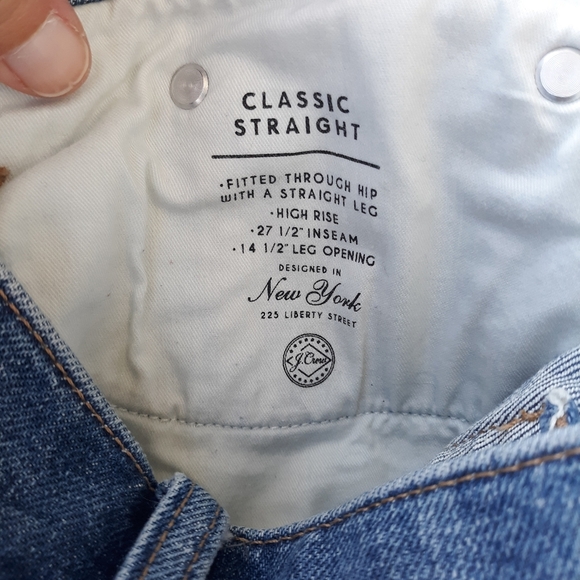 CLASSIC
STRAIGHT
•FITTED THROUGH HIP
WITH A STRAIGHT LEG
•HIGH RISE
•27 1/2" INSEAM
•14 1/2" LEG OPENING
DESIGNED IN
New York
225 LIBERTY STREET
J.Crew